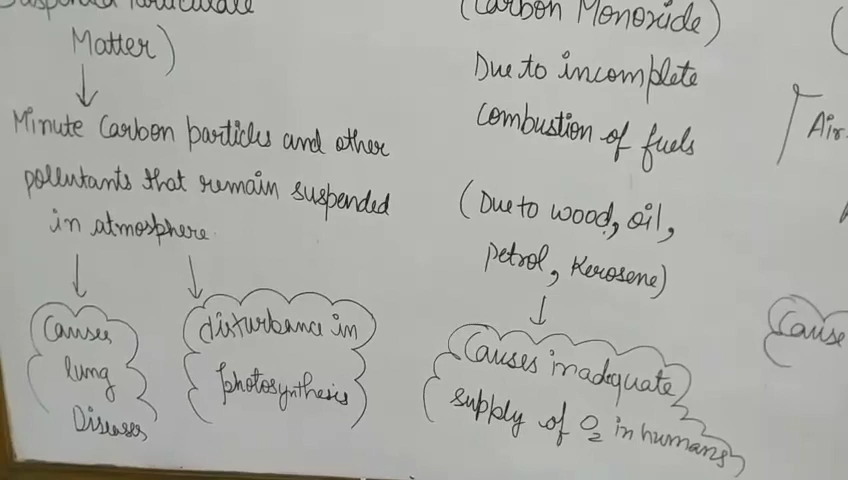 Suspended Particulate
Matter)
Minute Carbon particles and other
pollutants that remain suspended
in atmosphere
Causes
lung
Diseases
disturbance in
photosynthesis
(Carbon Monoxide)
Due to incomplete
combustion of fuels
(Due to wood, oil,
petrol, Kerosene)
Causes inadequate
supply of O2 in humans
(
Air
Cause